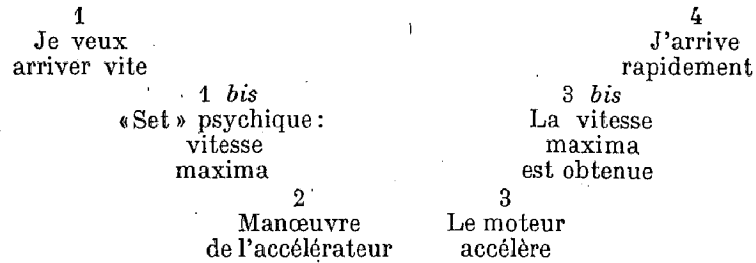 1
Je veux
arriver vite
4
J'arrive
rapidement
1 bis
«Set» psychique:
vitesse
maxima
3 bis
La vitesse
maxima
est obtenue
2
Manœuvre
de l'accélérateur
3
Le moteur
accélère